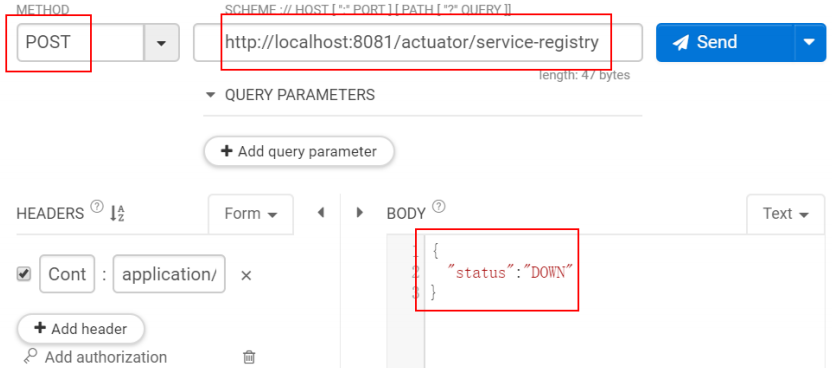 METHOD
SCHEME :// HOST [ ":" PORT ] [ PATH [ "?" QUERY ]]
POST
http://localhost:8081/actuator/service-registry
Send
length: 47 bytes
QUERY PARAMETERS
+ Add query parameter
HEADERS ? A Z
Form
BODY ?
Text
Cont : application/ ×
1 {
2 "status":"DOWN"
3 }
+ Add header
Add authorization